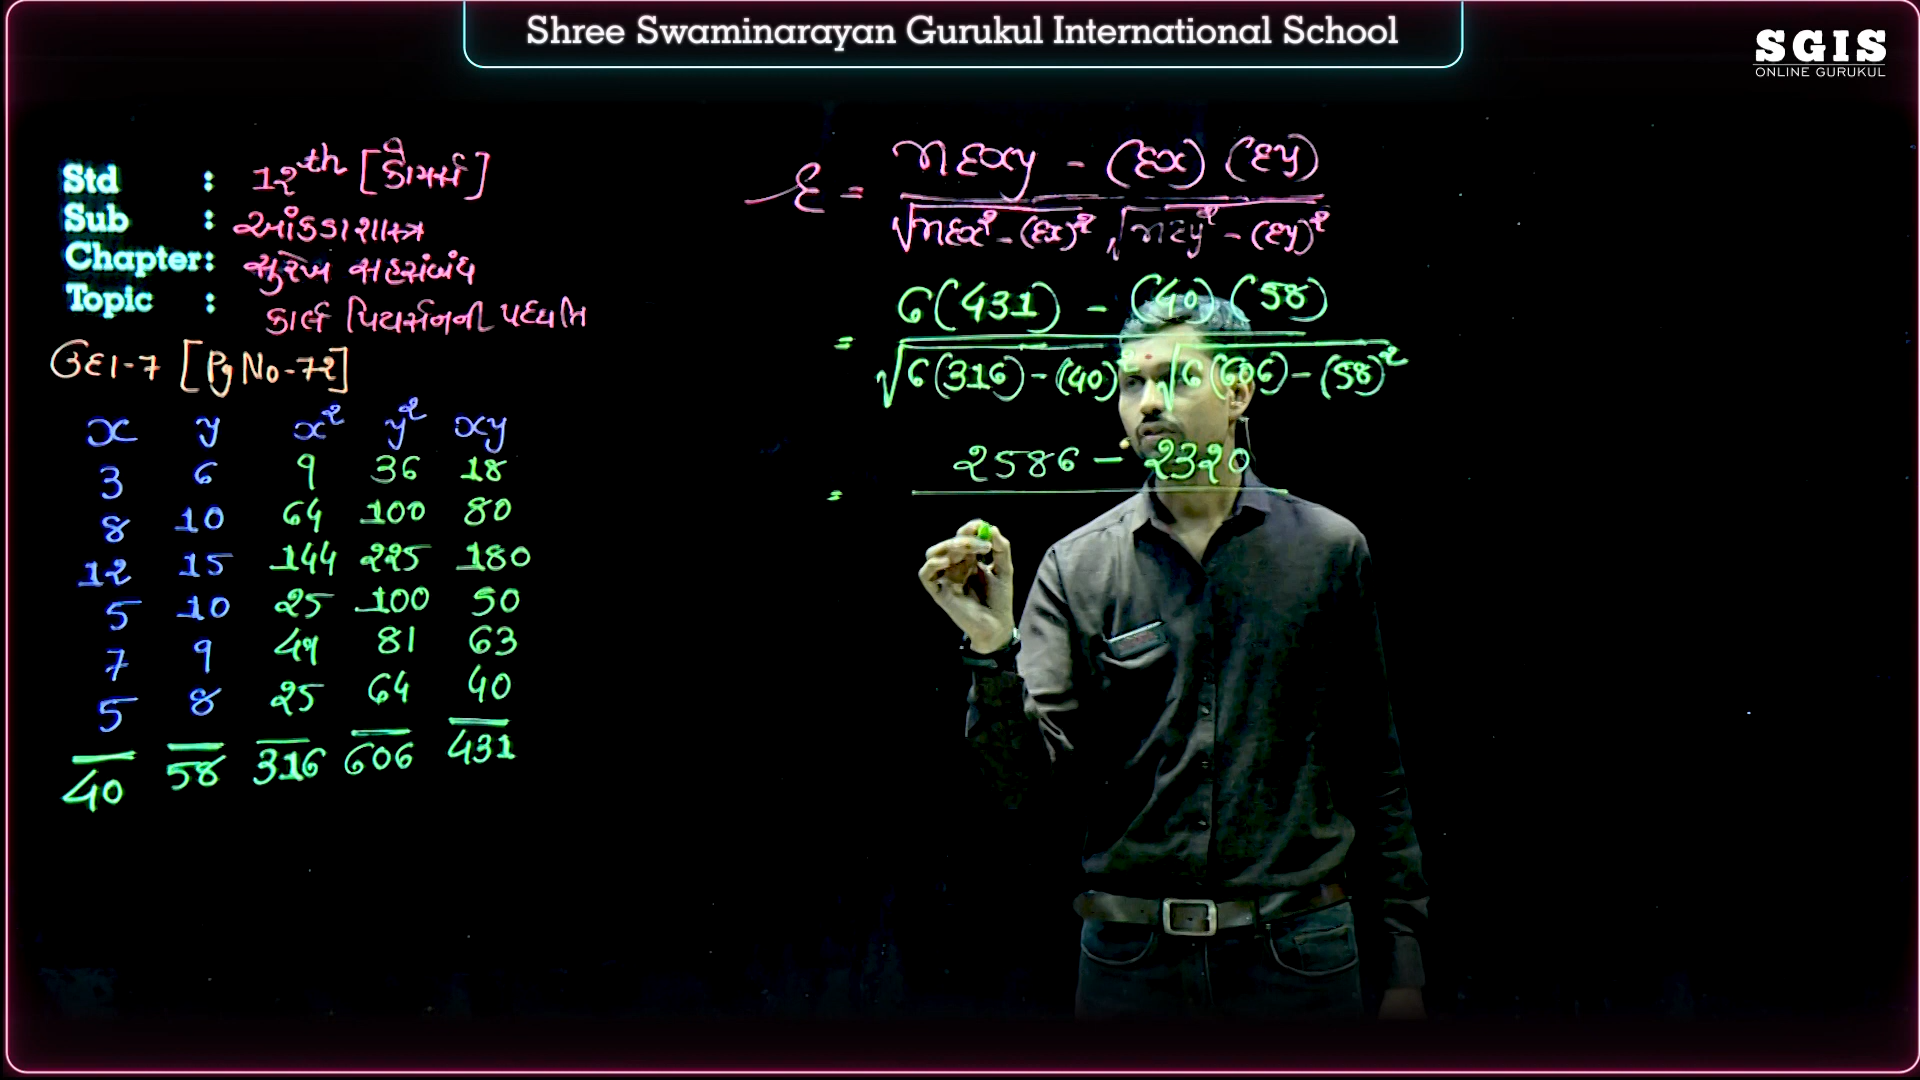 Shree Swaminarayan Gurukul International School
SGIS
ONLINE GURUKUL
Std : 12th [કોમર્સ]
Sub : આંકડાશાસ્ત્ર
Chapter : સુરેખ સહસંબંધ
Topic : કાર્લ પિયર્સનની પદ્ધતિ
ઉદા-7 [Pg No-72]
x y x² y² xy
3 6 9 36 18
8 10 64 100 80
12 15 144 225 180
5 10 25 100 50
7 9 49 81 63
5 8 25 64 40
40 58 316 606 431
r = nΣxy - (Σx) (Σy)
√nΣx² - (Σx)² √nΣy² - (Σy)²
= 6(431) - (40) (58)
√6(316) - (40)² √6(606) - (58)²
= 2586 - 2320